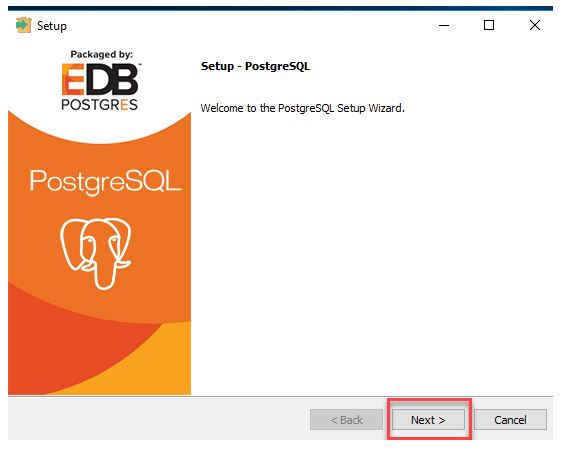 Setup
Packaged by:
EDB
POSTGRES
PostgreSQL
Setup - PostgreSQL
Welcome to the PostgreSQL Setup Wizard.
< Back
Next >
Cancel